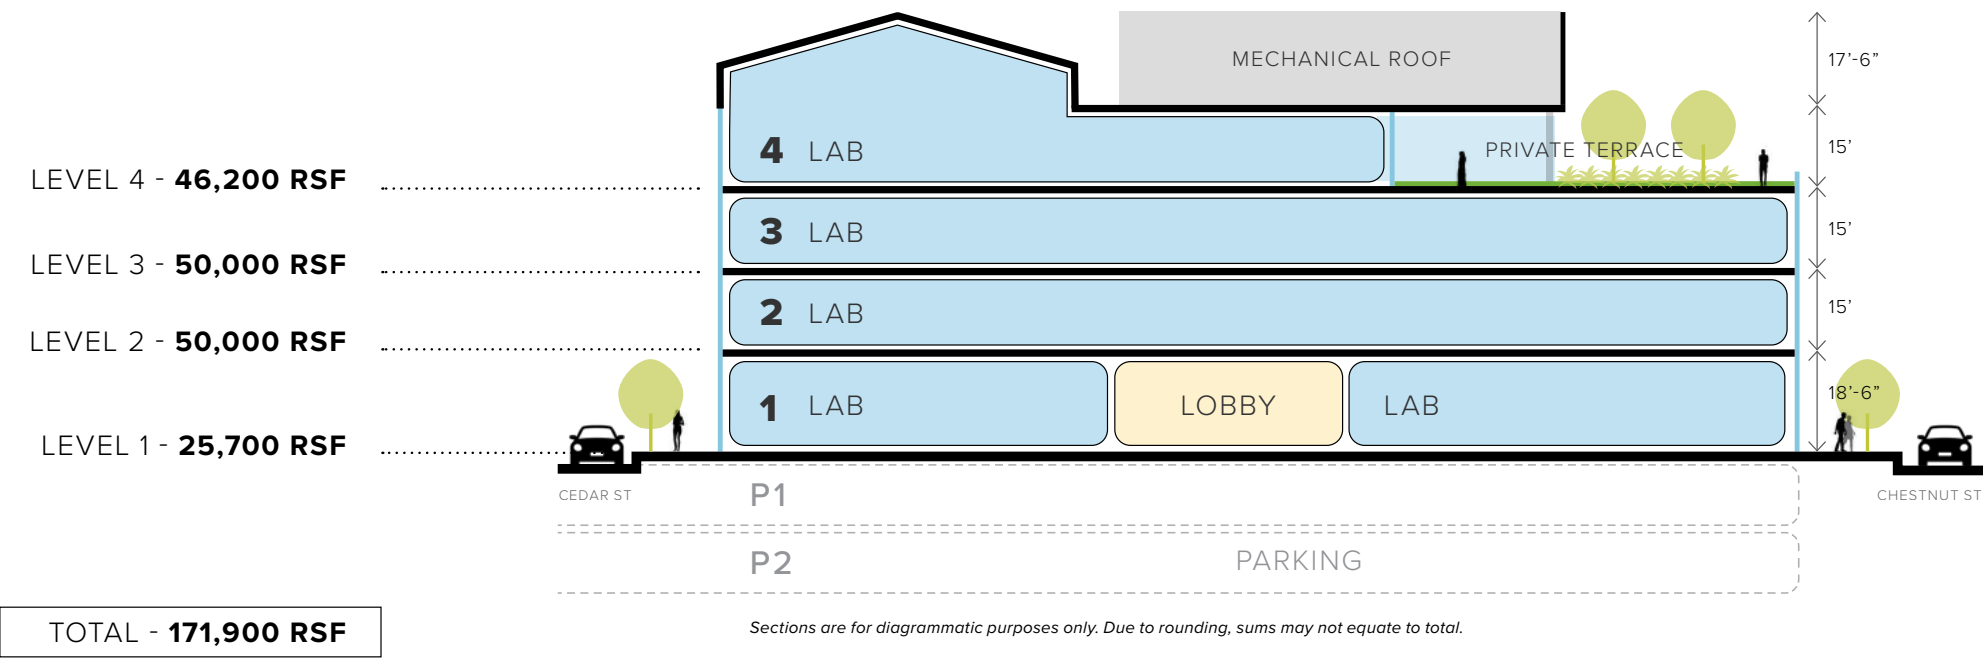 MECHANICAL ROOF
17’-6”
4 LAB
PRIVATE TERRACE
15’
LEVEL 4 - 46,200 RSF
3 LAB
15’
LEVEL 3 - 50,000 RSF
2 LAB
15’
LEVEL 2 - 50,000 RSF
1 LAB
LOBBY
LAB
18’-6”
LEVEL 1 - 25,700 RSF
CEDAR ST
P1
CHESTNUT ST
P2
PARKING
TOTAL - 171,900 RSF
Sections are for diagrammatic purposes only. Due to rounding, sums may not equate to total.